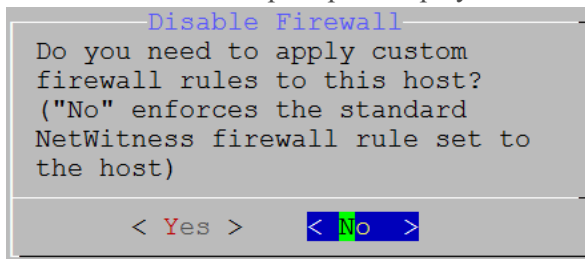 Disable Firewall
Do you need to apply custom
firewall rules to this host?
("No" enforces the standard
NetWitness firewall rule set to
the host)
< Yes > < No >